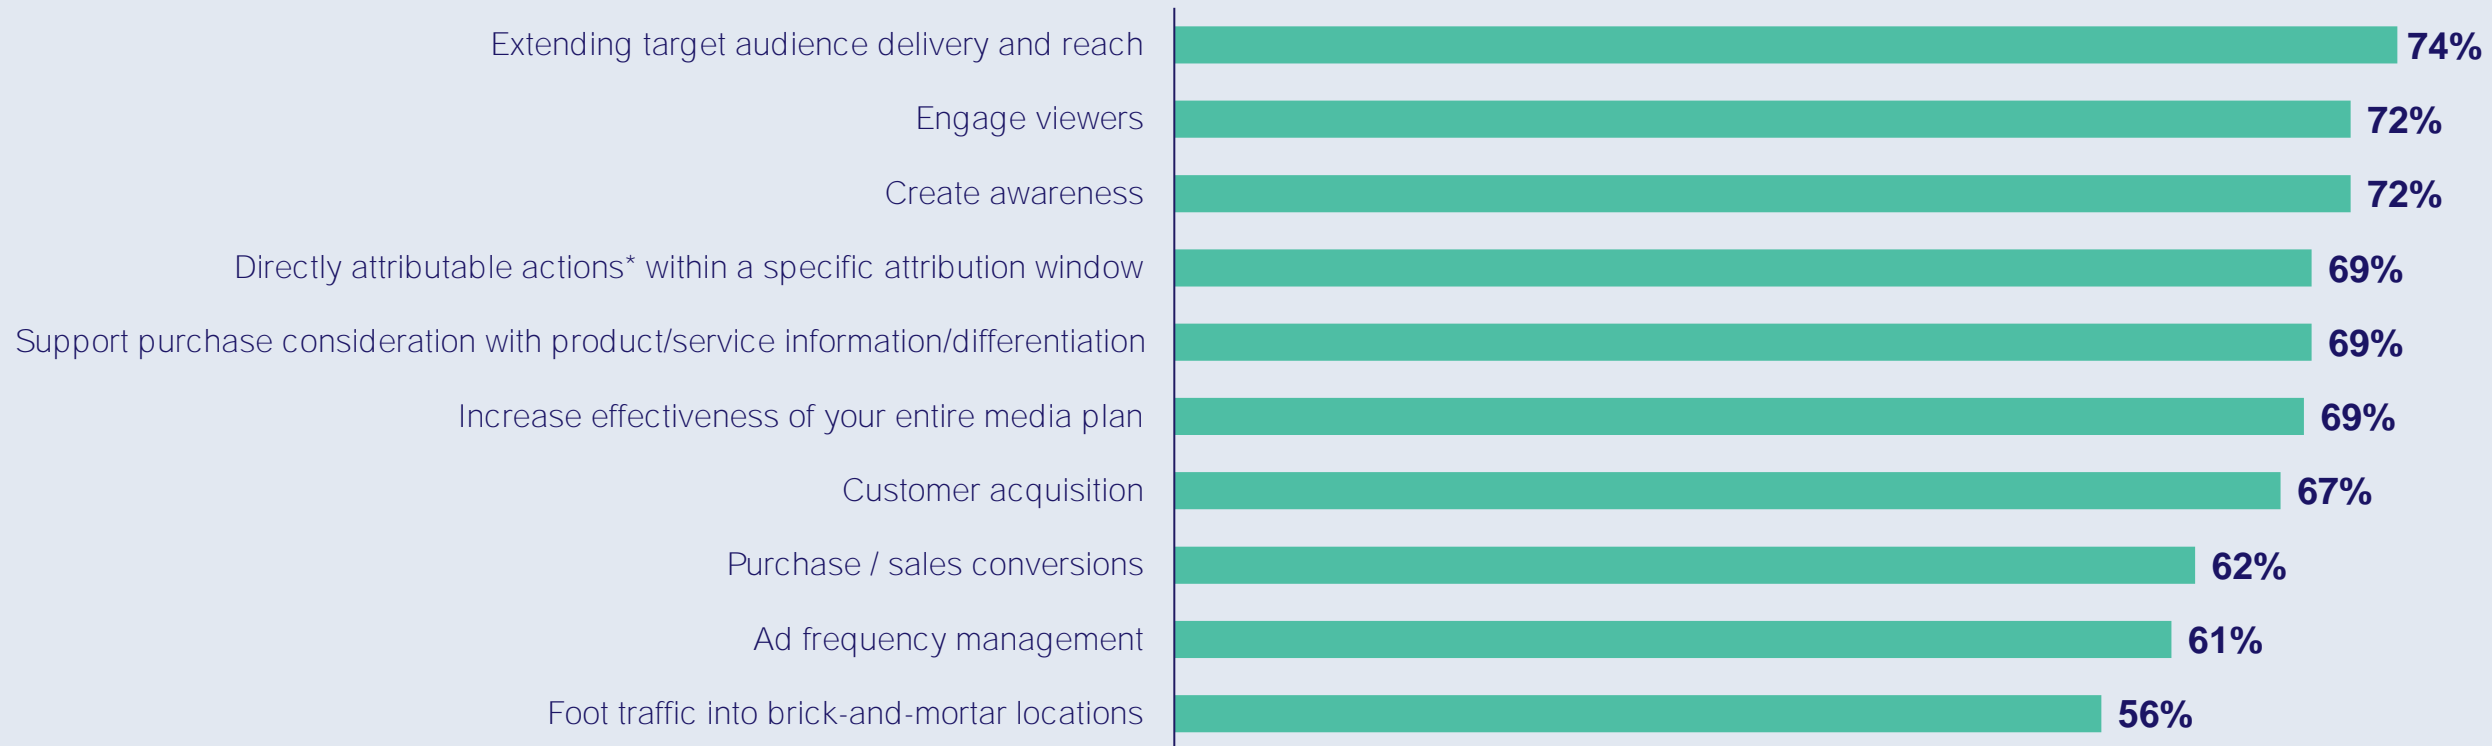 Extending target audience delivery and reach 74%
Engage viewers 72%
Create awareness 72%
Directly attributable actions* within a specific attribution window 69%
Support purchase consideration with product/service information/differentiation 69%
Increase effectiveness of your entire media plan 69%
Customer acquisition 67%
Purchase / sales conversions 62%
Ad frequency management 61%
Foot traffic into brick-and-mortar locations 56%